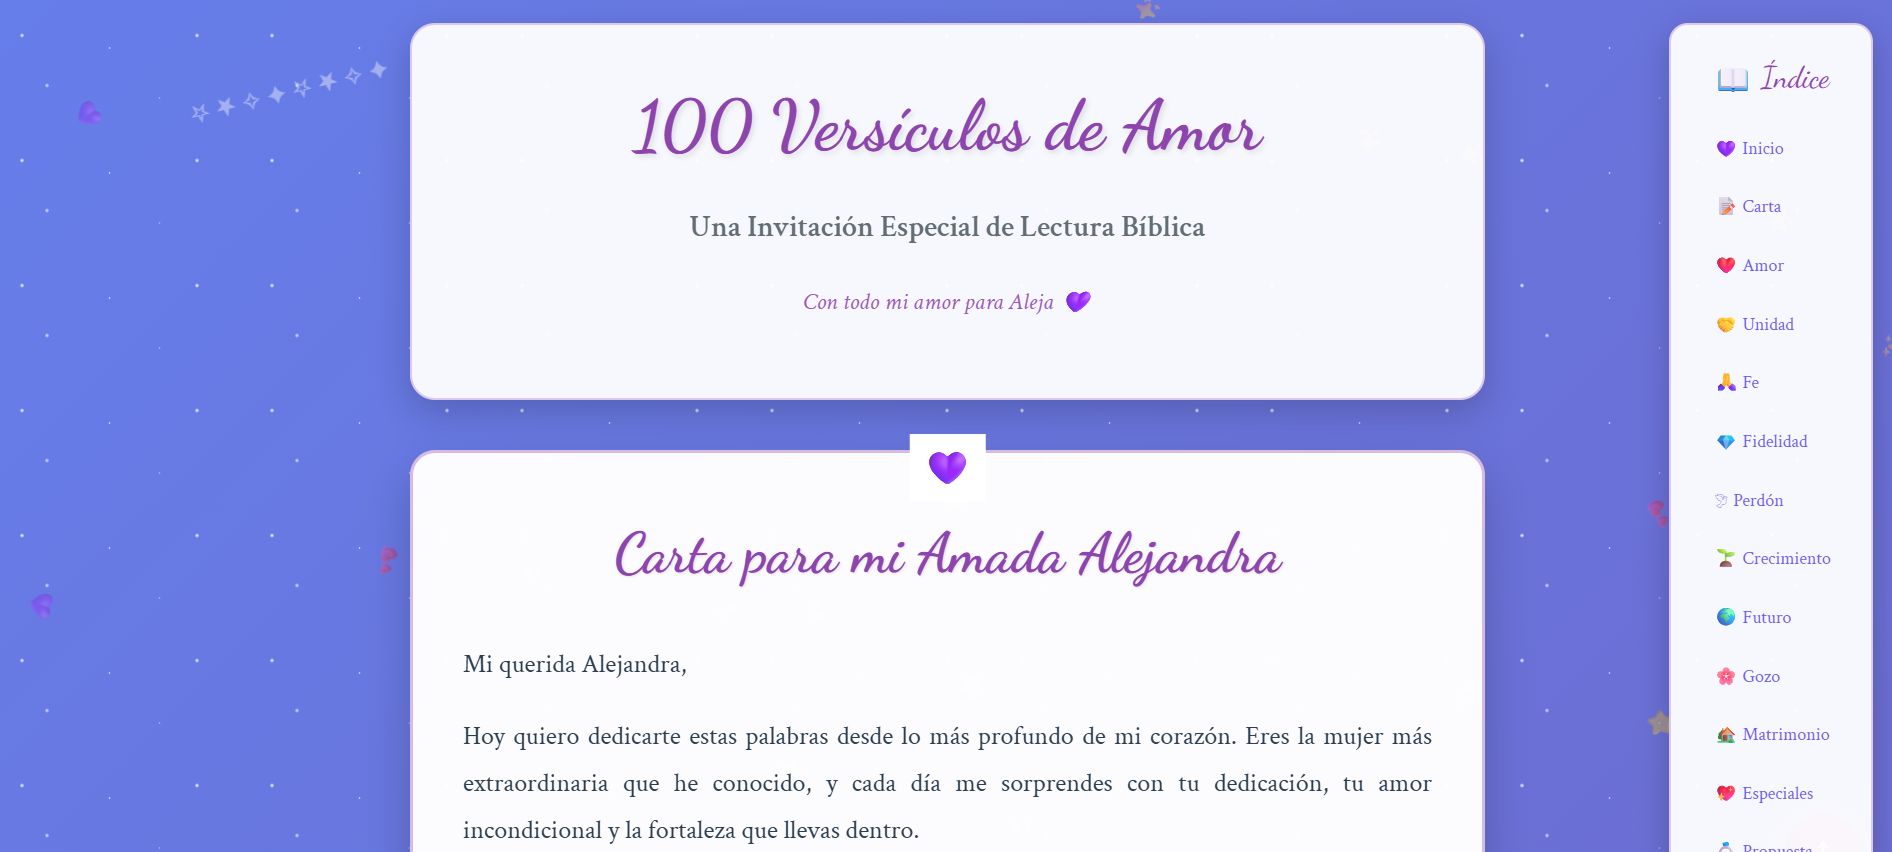 100 Versículos de Amor
Una Invitación Especial de Lectura Bíblica
Con todo mi amor para Aleja 💜
Carta para mi Amada Alejandra
Mi querida Alejandra,
Hoy quiero dedicarte estas palabras desde lo más profundo de mi corazón. Eres la mujer más
extraordinaria que he conocido, y cada día me sorprendes con tu dedicación, tu amor
incondicional y la fortaleza que llevas dentro.
📖 Índice
💜 Inicio
📝 Carta
❤️ Amor
🤝 Unidad
🙏 Fe
💎 Fidelidad
🕊 Perdón
🌱 Crecimiento
🌍 Futuro
🌸 Gozo
🏡 Matrimonio
💖 Especiales
💍 Propuesta